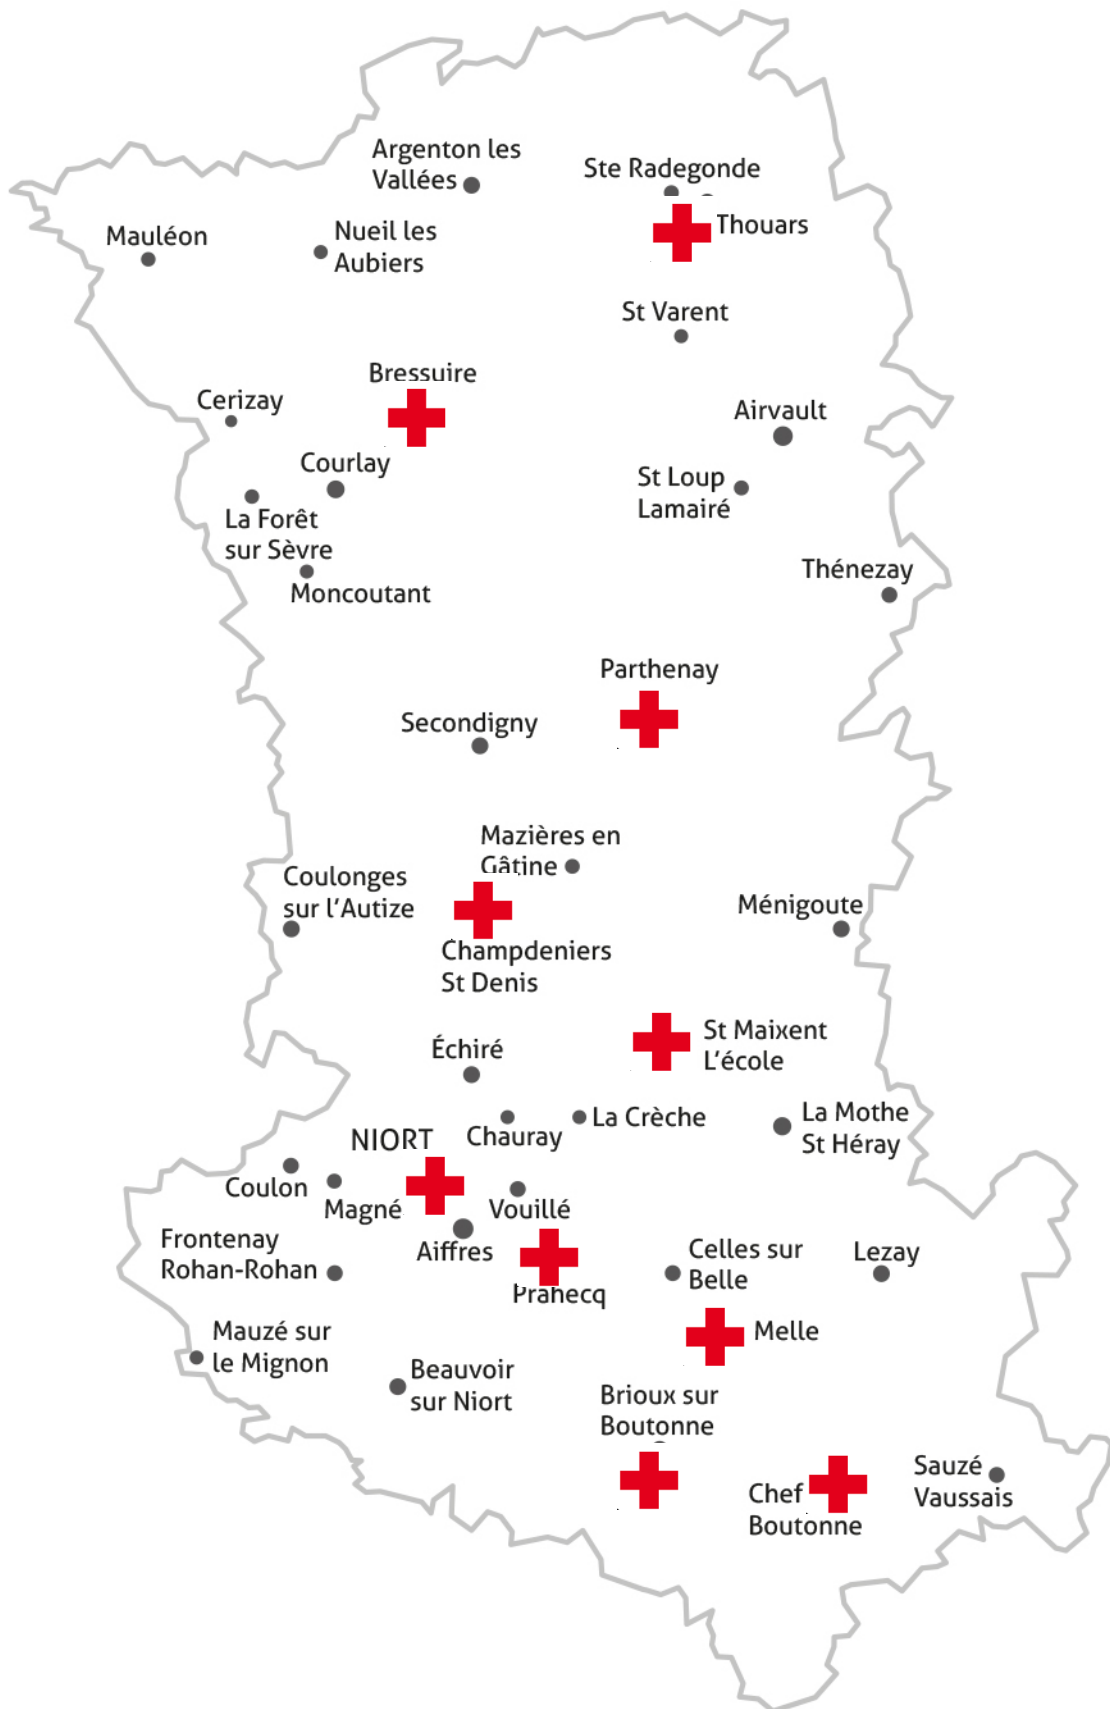 Argenton les
Vallées
Ste Radegonde
Thouars
Mauléon
Nueil les
Aubiers
St Varent
Bressuire
Cerizay
Airvault
Courlay
St Loup
Lamairé
La Forêt
sur Sèvre
Moncoutant
Thénezay
Parthenay
Secondigny
Mazières en
Gâtine
Coulonges
sur l'Autize
Ménigoute
Champdeniers
St Denis
St Maixent
L'école
Échiré
La Crèche
Chauray
La Mothe
St Héray
NIORT
Coulon
Magné
Vouillé
Aiffres
Frontenay
Rohan-Rohan
Prahecq
Celles sur
Belle
Lezay
Melle
Mauzé sur
le Mignon
Beauvoir
sur Niort
Brioux sur
Boutonne
Chef
Boutonne
Sauzé
Vaussais